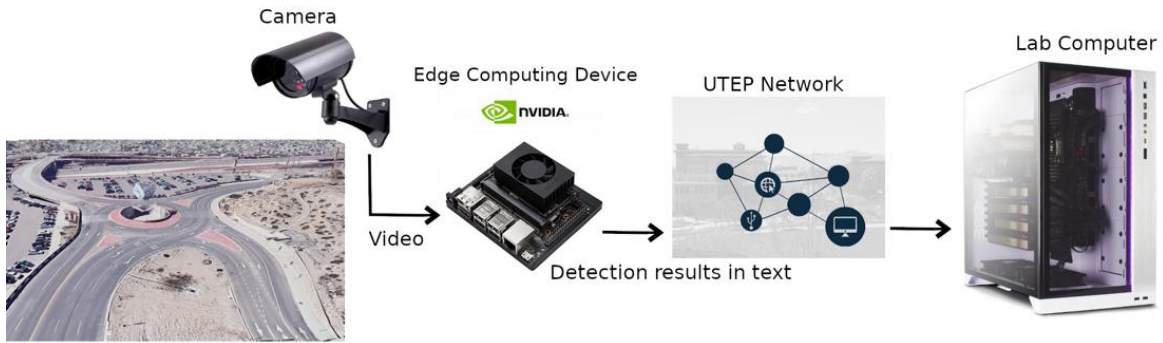 Camera
Edge Computing Device
NVIDIA.
UTEP Network
Lab Computer
Video
Detection results in text